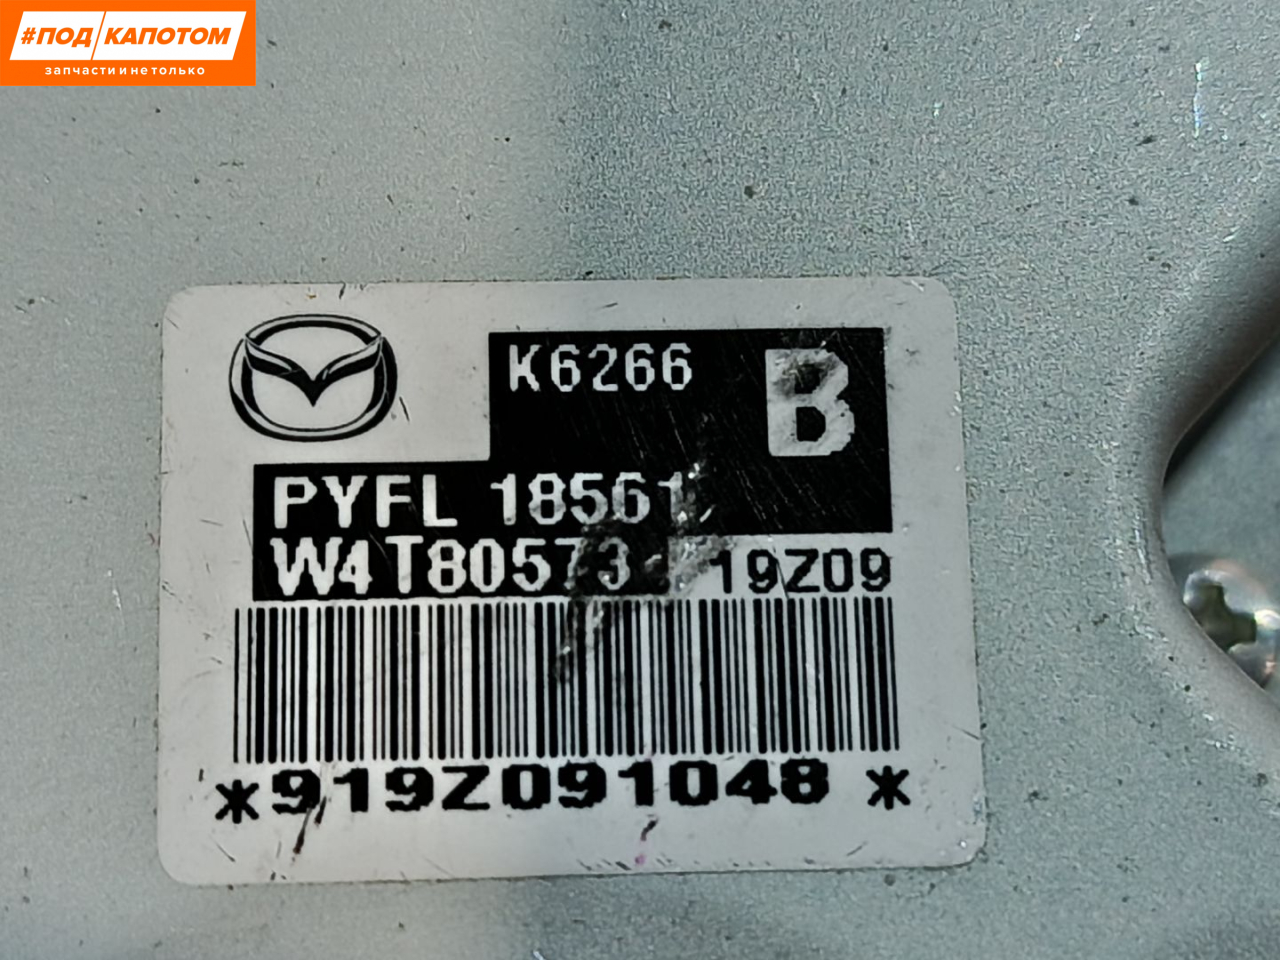 #ПОД КАПОТОМ
запчасти и не только
K6266 B
PYFL 18561
W4T80573 19Z09
*919Z091048 *